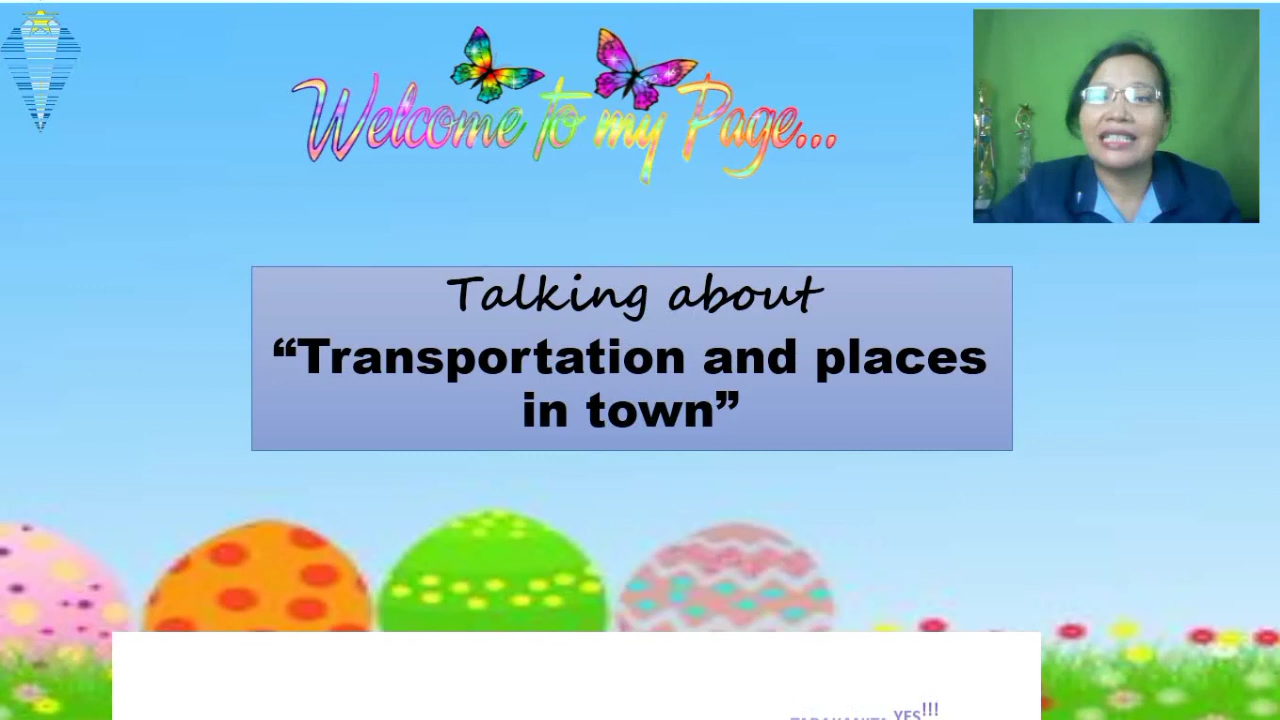 Welcome to my Page...
Talking about
“Transportation and places
in town”
YES!!!